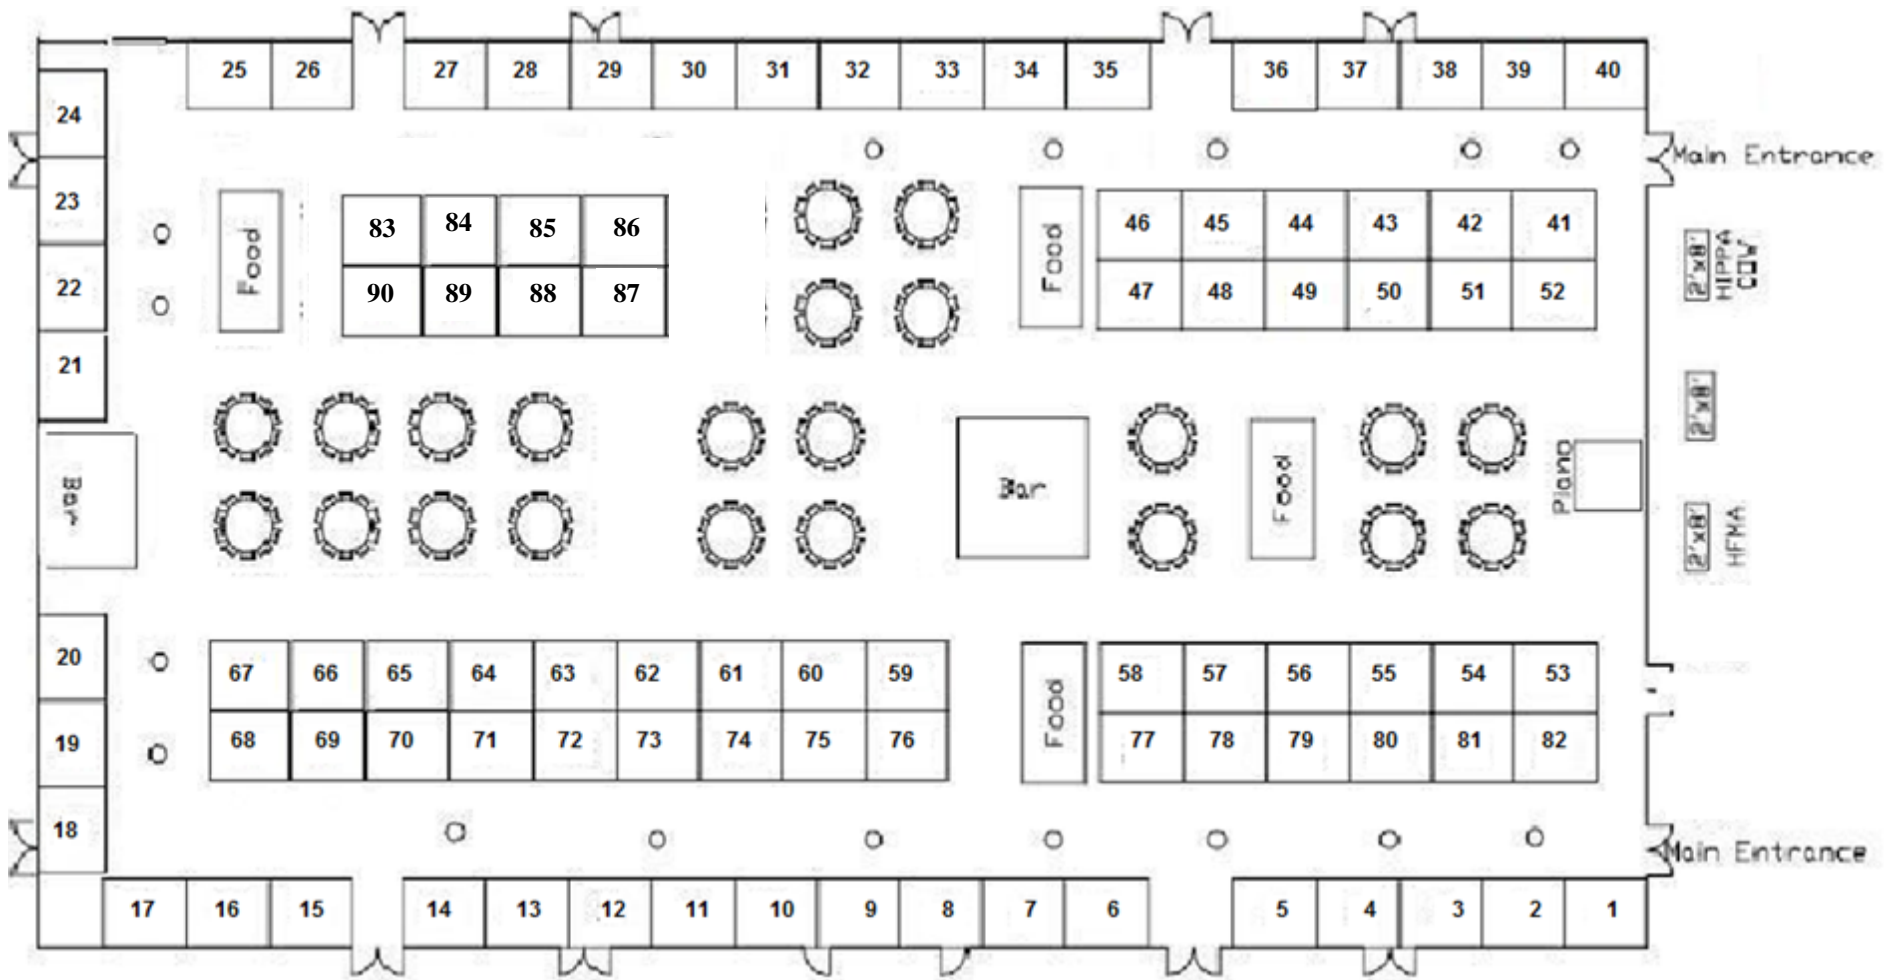 25 26 27 28 29 30 31 32 33 34 35 36 37 38 39 40
24
Main Entrance
23
Food
83 84 85 86
Food
46 45 44 43 42 41
2'x8'
HIPPA
COW
22
90 89 88 87
47 48 49 50 51 52
21
2'x8'
Bar
Bar
Food
Piano
2'x8'
HFMA
20
67 66 65 64 63 62 61 60 59
Food
58 57 56 55 54 53
19
68 69 70 71 72 73 74 75 76
77 78 79 80 81 82
18
Main Entrance
17 16 15 14 13 12 11 10 9 8 7 6 5 4 3 2 1